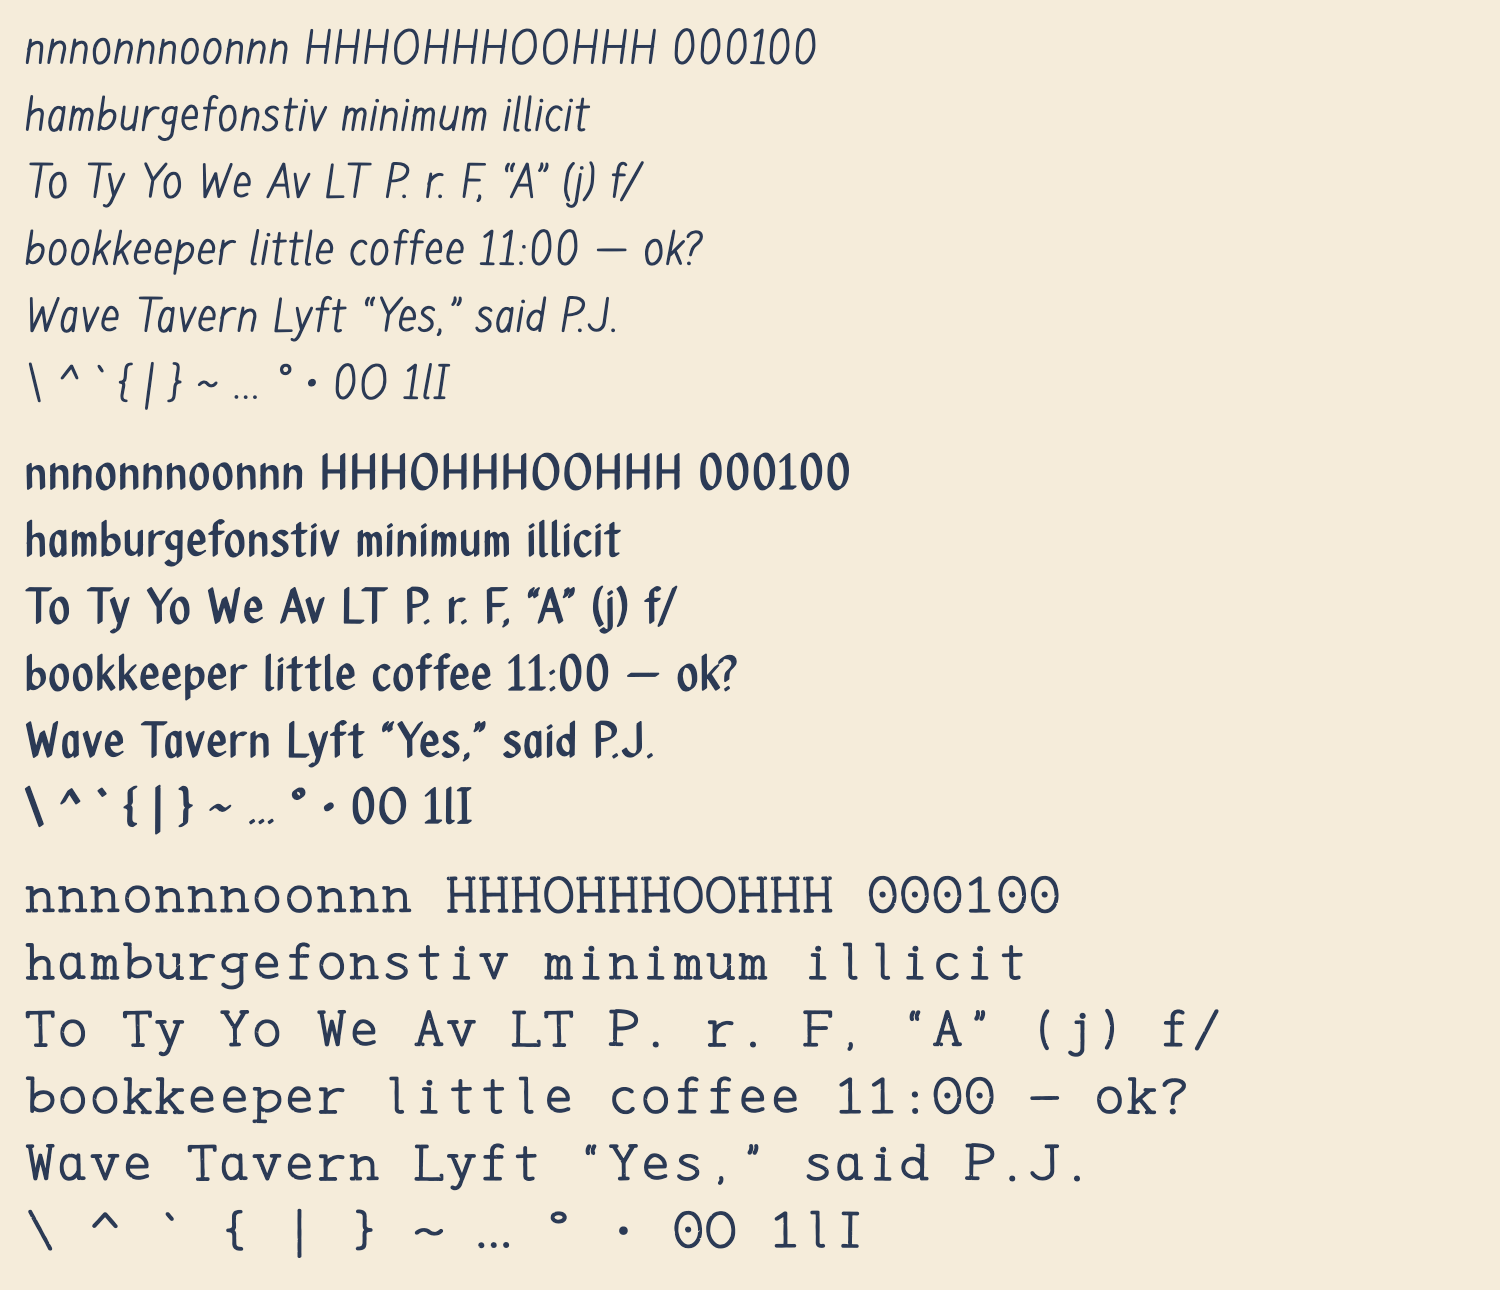 nnnonnnoonnn HHHOHHHOOHHH 000100
hamburgefonstiv minimum illicit
To Ty Yo We Av LT P. r. F, “A” (j) f/
bookkeeper little coffee 11:00 — ok?
Wave Tavern Lyft “Yes,” said P.J.
\ ^ ` { | } ~ … ° · 0O 1lI
nnnonnnoonnn HHHOHHHOOHHH 000100
hamburgefonstiv minimum illicit
To Ty Yo We Av LT P. r. F, “A” (j) f/
bookkeeper little coffee 11:00 — ok?
Wave Tavern Lyft “Yes,” said P.J.
\ ^ ` { | } ~ … ° · 0O 1lI
nnnonnnoonnn HHHOHHHOOHHH 000100
hamburgefonstiv minimum illicit
To Ty Yo We Av LT P. r. F, “A” (j) f/
bookkeeper little coffee 11:00 — ok?
Wave Tavern Lyft “Yes,” said P.J.
\ ^ ` { | } ~ … ° · 0O 1lI